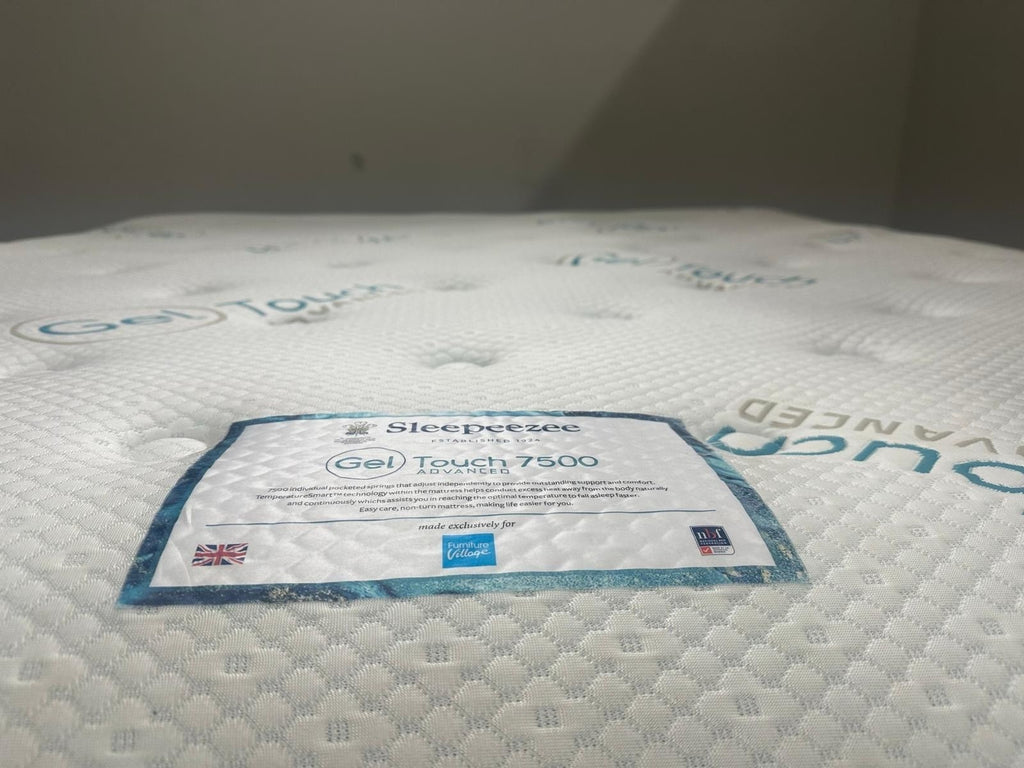 Gel Touch
Gel Touch
Touch
ADVANCED
Sleepeezee
ESTABLISHED 1924
Gel Touch 7500
ADVANCED
7500 individual pocketed springs that adjust independently to provide outstanding support and comfort.
TemperatureSmart™ technology within the mattress helps conduct excess heat away from the body naturally
and continuously which assists you in reaching the optimal temperature to fall asleep faster.
Easy care, non-turn mattress, making life easier for you.
made exclusively for
Furniture
Village
nbf